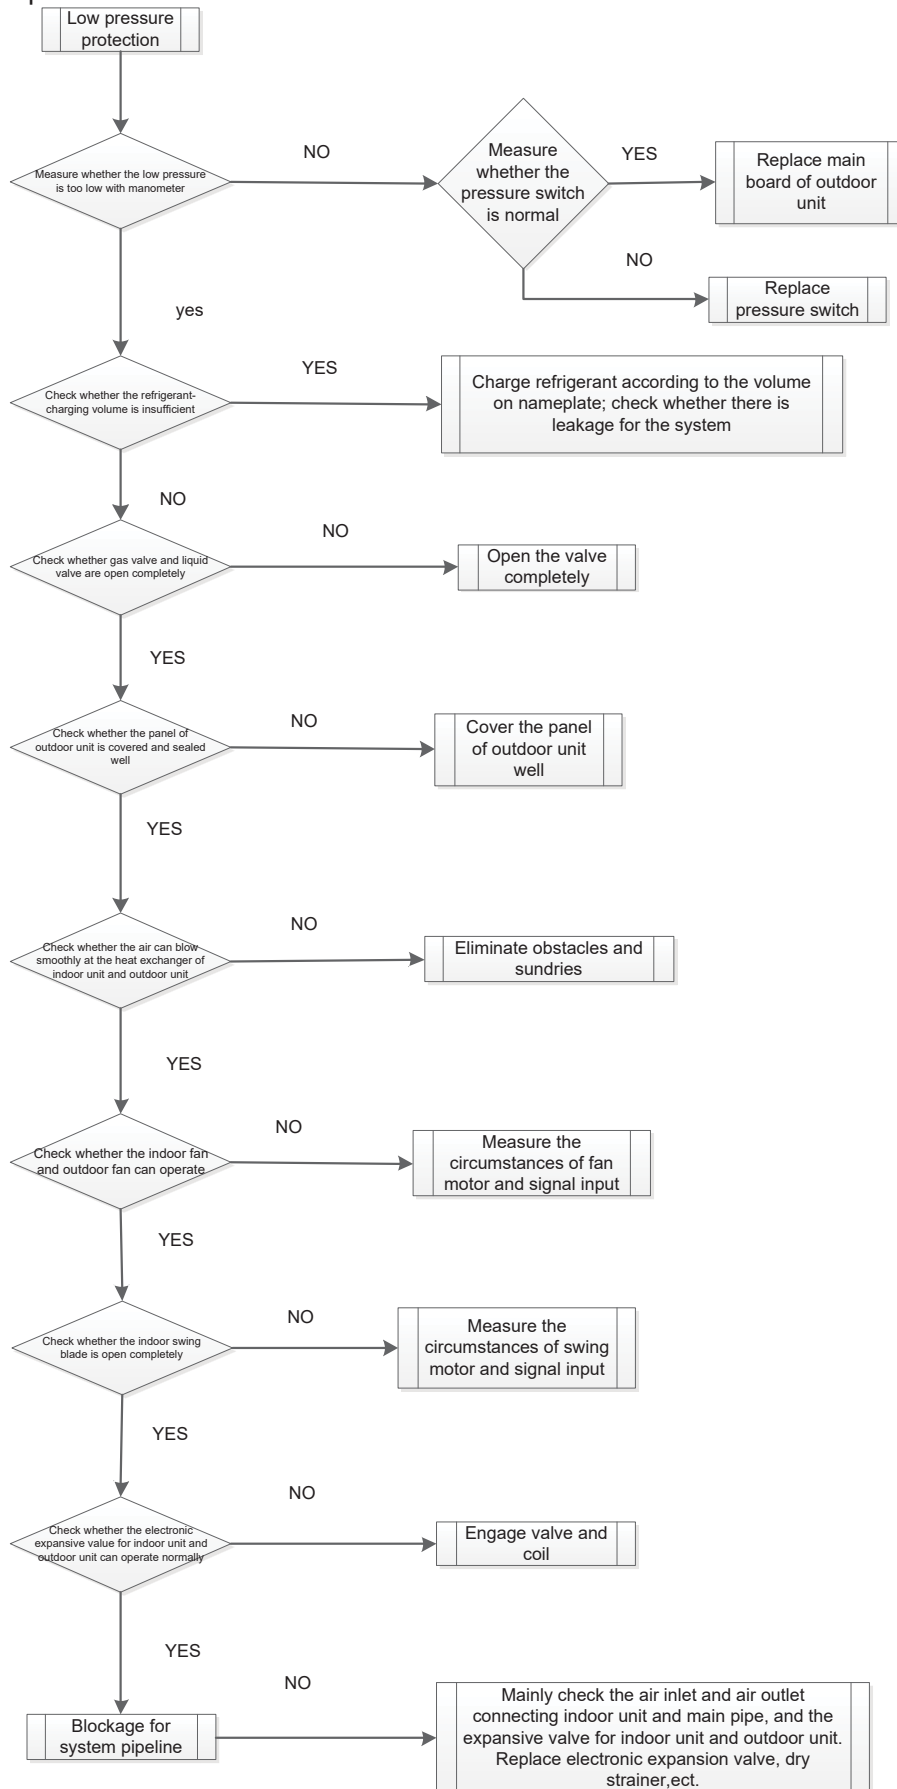 Low pressure
protection
Measure whether the low pressure
is too low with manometer
NO
Measure
whether the
pressure switch
is normal
YES
Replace main
board of outdoor
unit
NO
Replace
pressure switch
yes
Check whether the refrigerant-
charging volume is insufficient
YES
Charge refrigerant according to the volume
on nameplate; check whether there is
leakage for the system
NO
Check whether gas valve and liquid
valve are open completely
NO
Open the valve
completely
YES
Check whether the panel of
outdoor unit is covered and sealed
well
NO
Cover the panel
of outdoor unit
well
YES
Check whether the air can blow
smoothly at the heat exchanger of
indoor unit and outdoor unit
NO
Eliminate obstacles and
sundries
YES
Check whether the indoor fan
and outdoor fan can operate
NO
Measure the
circumstances of fan
motor and signal input
YES
Check whether the indoor swing
blade is open completely
NO
Measure the
circumstances of swing
motor and signal input
YES
Check whether the electronic
expansive value for indoor unit and
outdoor unit can operate normally
NO
Engage valve and
coil
YES
Blockage for
system pipeline
NO
Mainly check the air inlet and air outlet
connecting indoor unit and main pipe, and the
expansive valve for indoor unit and outdoor unit.
Replace electronic expansion valve, dry
strainer,ect.